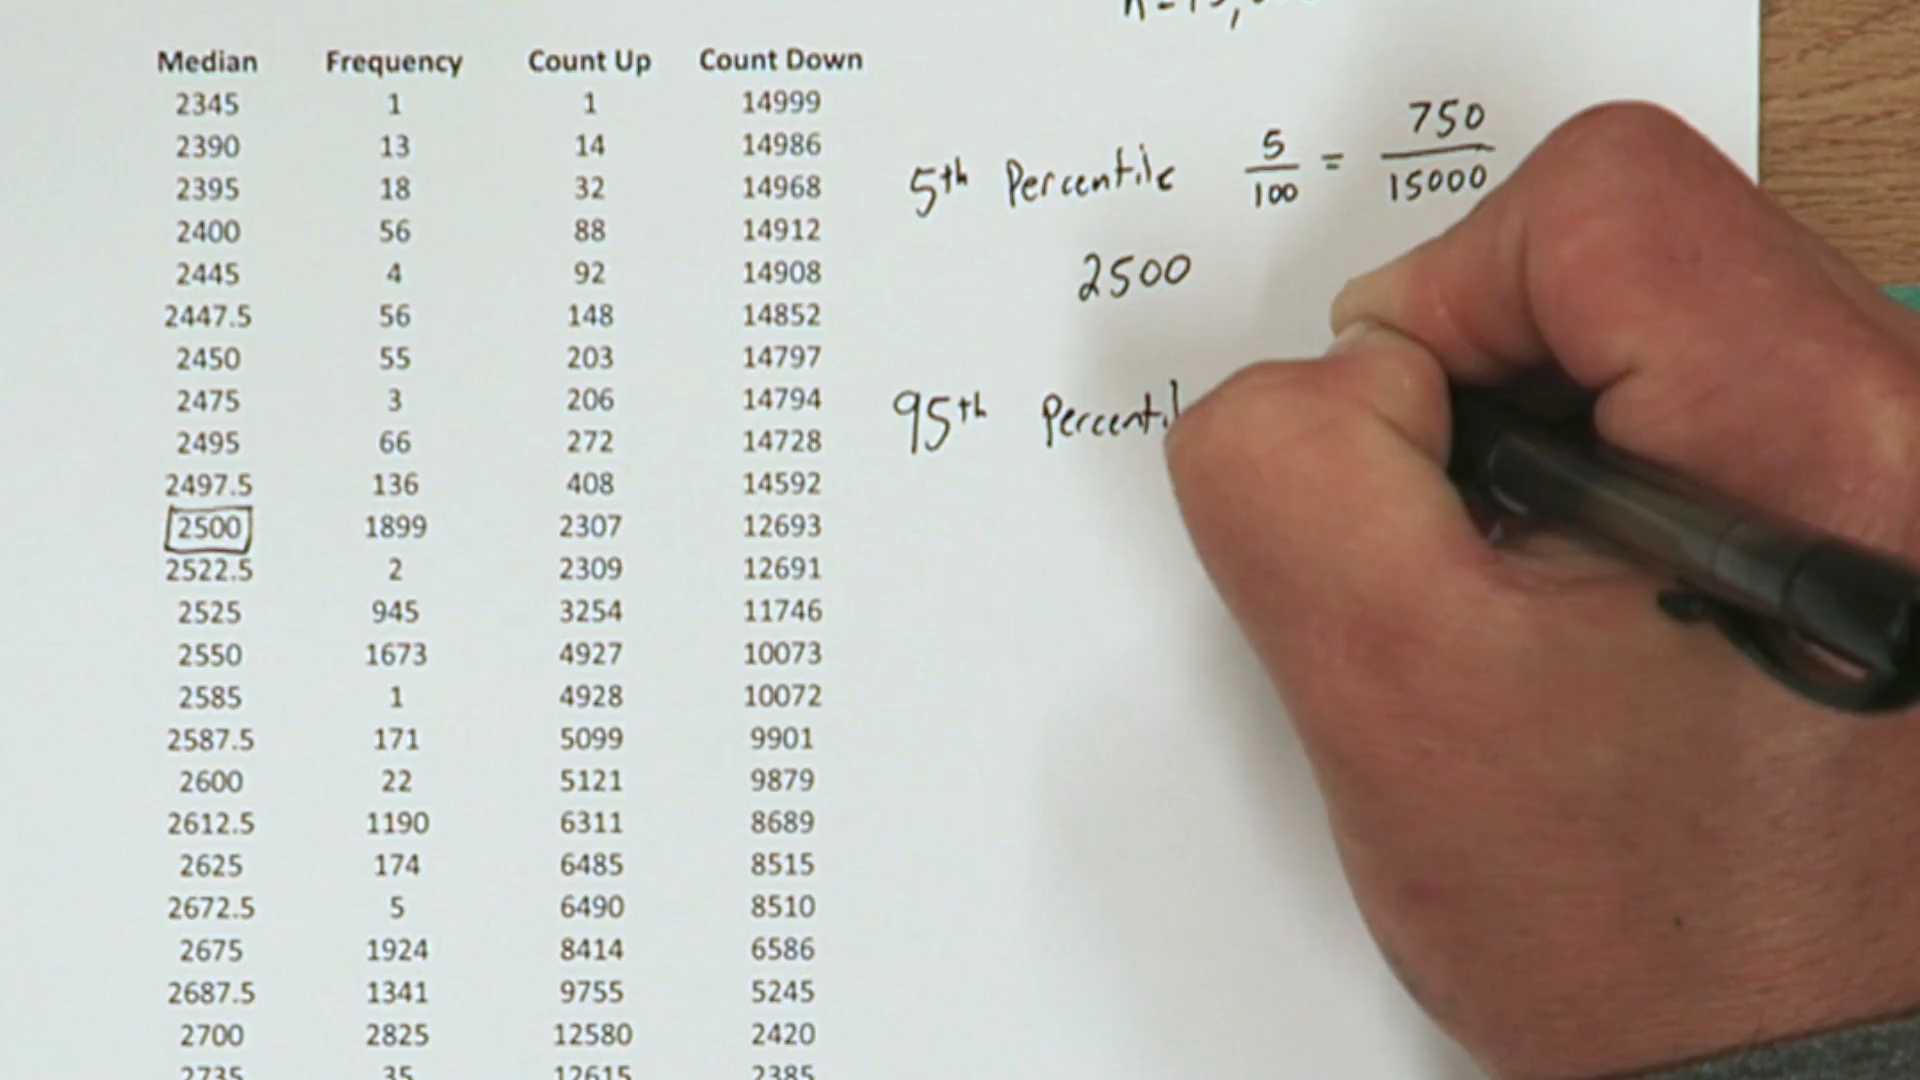 Median Frequency Count Up Count Down
2345 1 1 14999
2390 13 14 14986
2395 18 32 14968
2400 56 88 14912
2445 4 92 14908
2447.5 56 148 14852
2450 55 203 14797
2475 3 206 14794
2495 66 272 14728
2497.5 136 408 14592
2500 1899 2307 12693
2522.5 2 2309 12691
2525 945 3254 11746
2550 1673 4927 10073
2585 1 4928 10072
2587.5 171 5099 9901
2600 22 5121 9879
2612.5 1190 6311 8689
2625 174 6485 8515
2672.5 5 6490 8510
2675 1924 8414 6586
2687.5 1341 9755 5245
2700 2825 12580 2420
2735 35 12615 2385
5th Percentile 5/100 = 750/15000
2500
95th Percentil